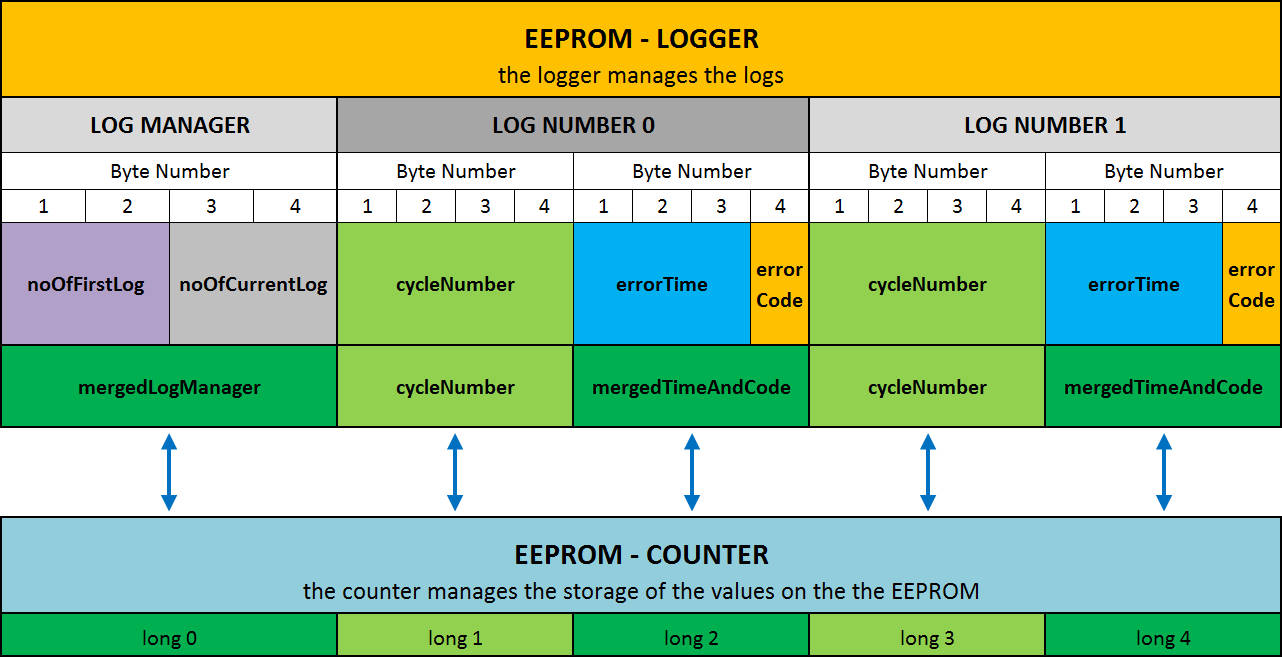 EEPROM - LOGGER
the logger manages the logs
LOG MANAGER LOG NUMBER 0 LOG NUMBER 1
Byte Number Byte Number Byte Number Byte Number Byte Number
1 2 3 4 1 2 3 4 1 2 3 4 1 2 3 4 1 2 3 4
noOfFirstLog noOfCurrentLog cycleNumber errorTime error Code cycleNumber errorTime error Code
mergedLogManager cycleNumber mergedTimeAndCode cycleNumber mergedTimeAndCode
EEPROM - COUNTER
the counter manages the storage of the values on the the EEPROM
long 0 long 1 long 2 long 3 long 4